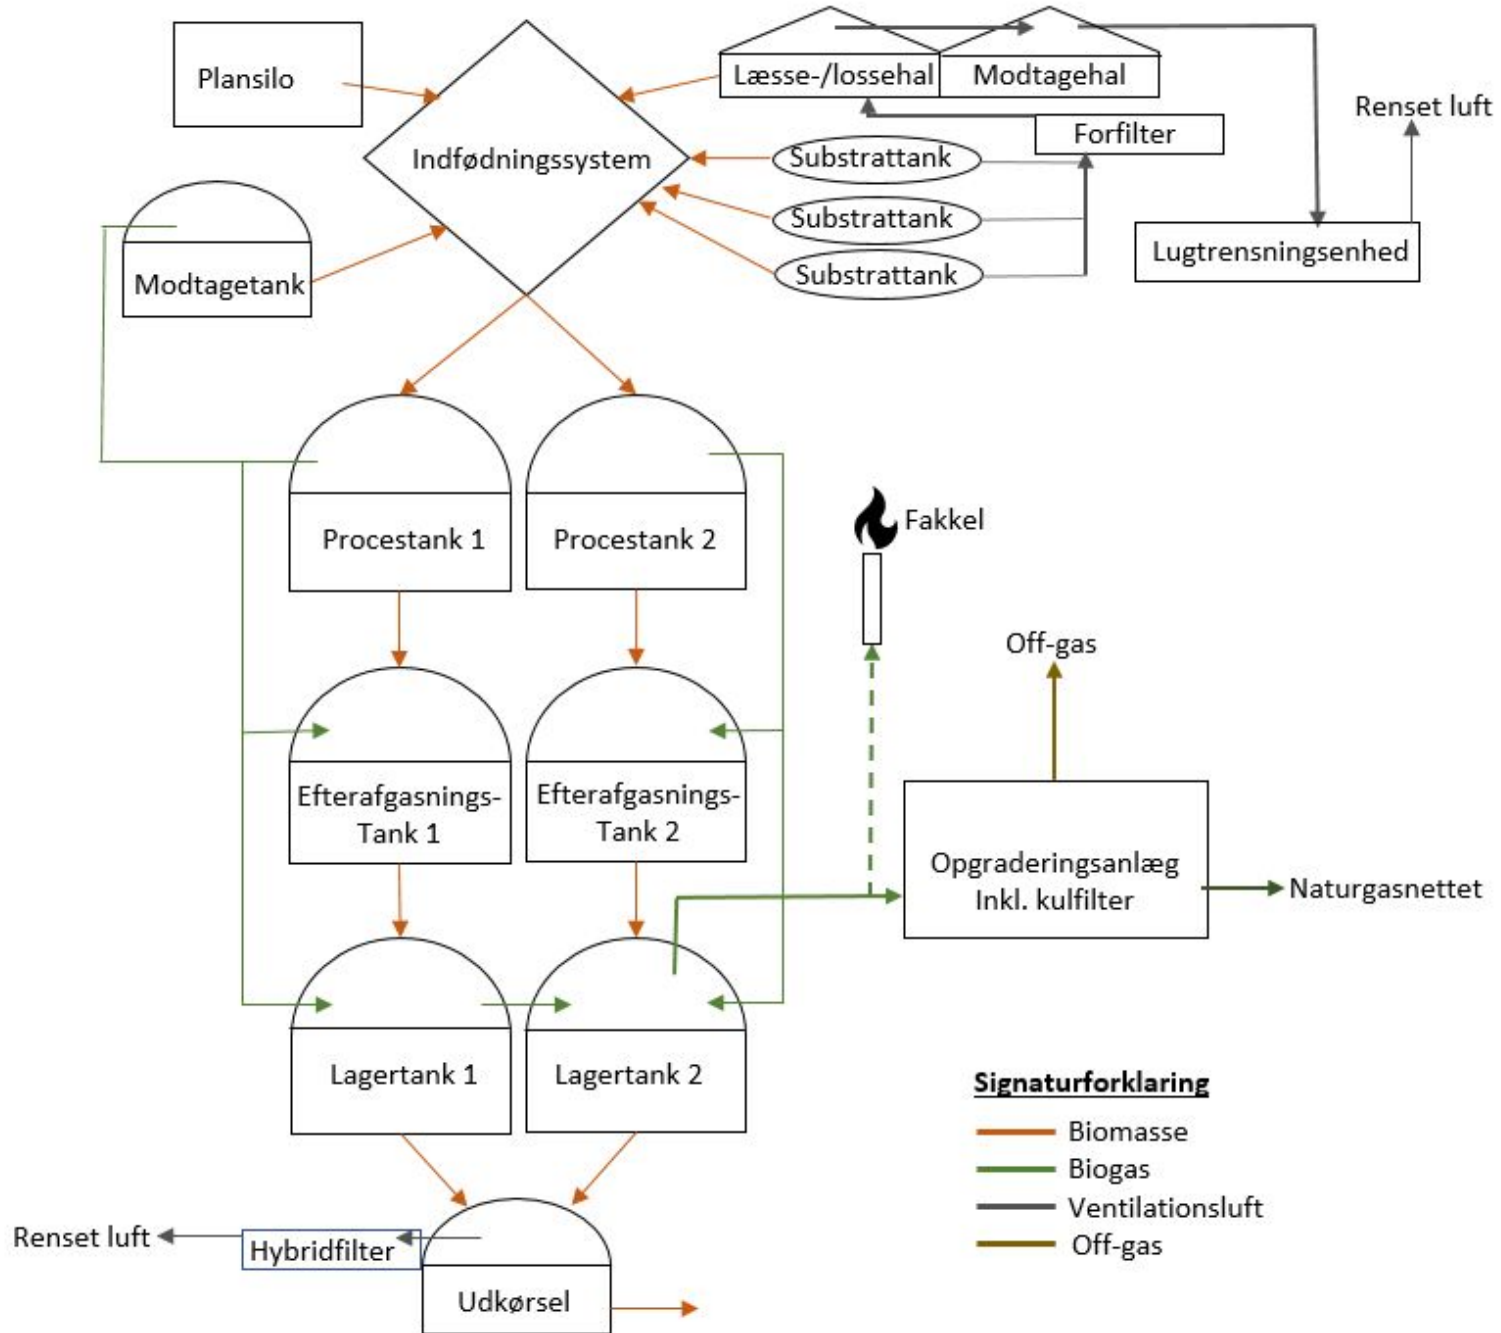 Plansilo
Læsse-/lossehal
Modtagehal
Renset luft
Forfilter
Indfødningssystem
Substrattank
Substrattank
Substrattank
Lugtrensningsenhed
Modtagetank
Procestank 1
Procestank 2
Fakkel
Off-gas
Efterafgasnings-
Tank 1
Efterafgasnings-
Tank 2
Opgraderingsanlæg
Inkl. kulfilter
Naturgasnettet
Lagertank 1
Lagertank 2
Signaturforklaring
Biomasse
Biogas
Ventilationsluft
Off-gas
Renset luft
Hybridfilter
Udkørsel